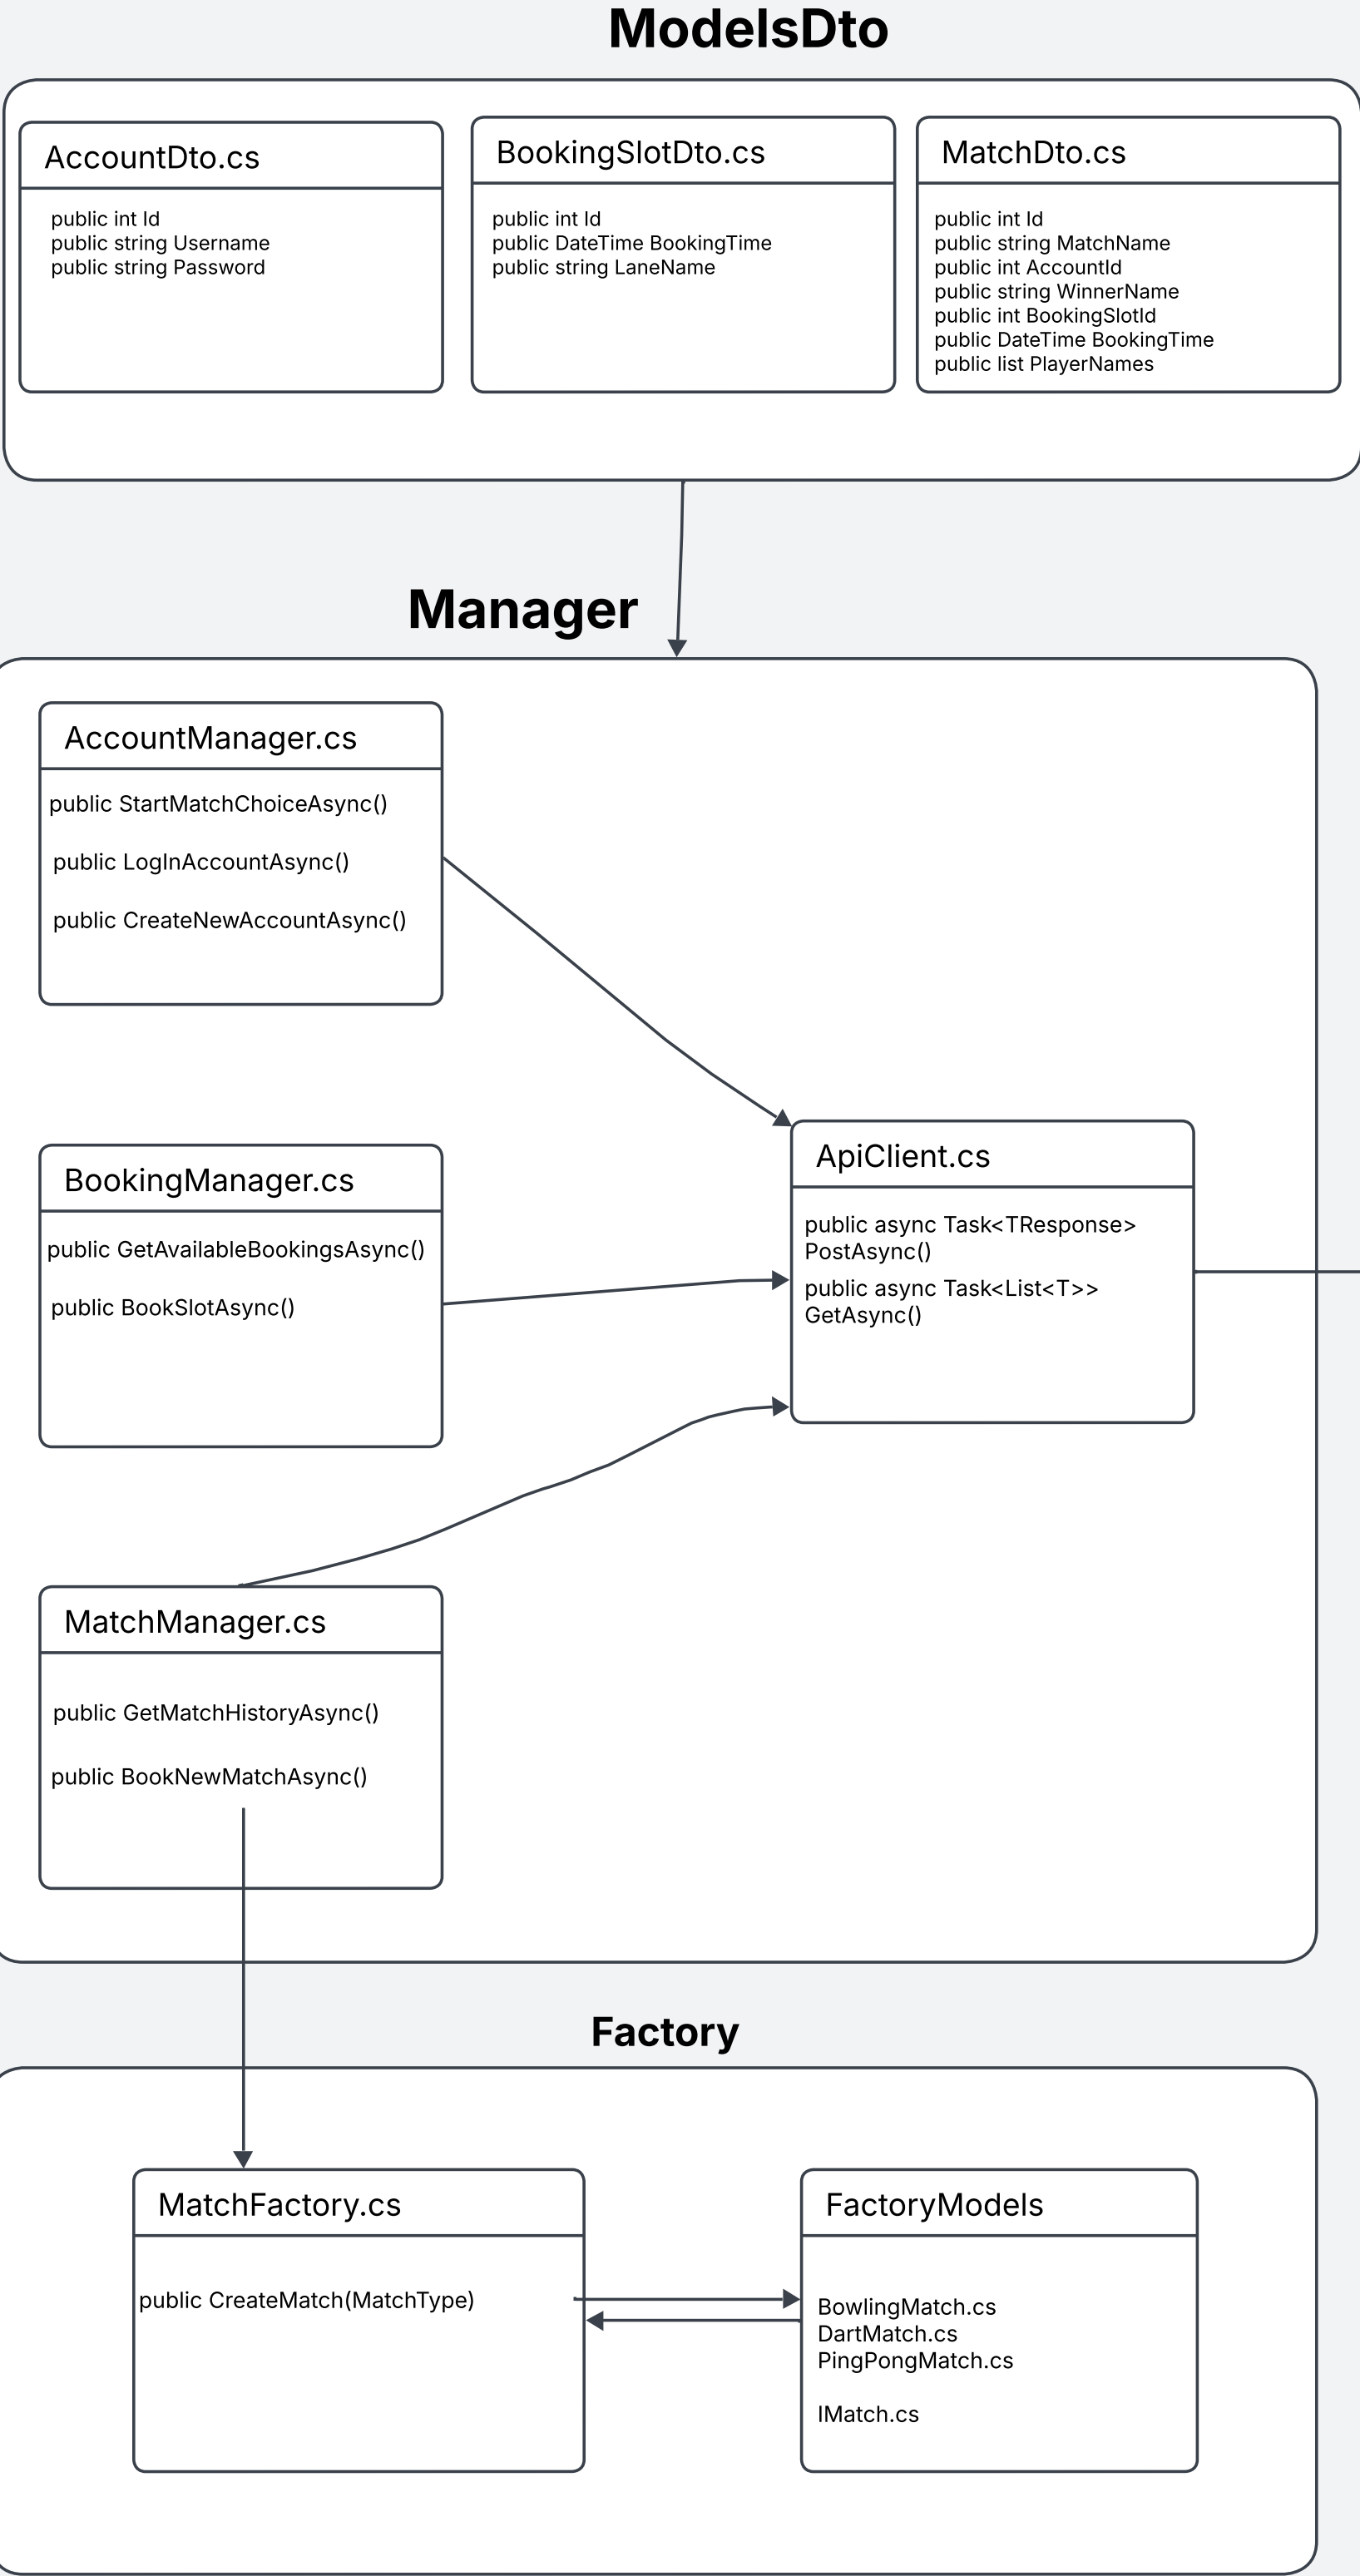 ModelsDto
AccountDto.cs
public int Id
public string Username
public string Password
BookingSlotDto.cs
public int Id
public DateTime BookingTime
public string LaneName
MatchDto.cs
public int Id
public string MatchName
public int AccountId
public string WinnerName
public int BookingSlotId
public DateTime BookingTime
public list PlayerNames
Manager
AccountManager.cs
public StartMatchChoiceAsync()
public LogInAccountAsync()
public CreateNewAccountAsync()
BookingManager.cs
public GetAvailableBookingsAsync()
public BookSlotAsync()
ApiClient.cs
public async Task<TResponse>
PostAsync()
public async Task<List<T>>
GetAsync()
MatchManager.cs
public GetMatchHistoryAsync()
public BookNewMatchAsync()
Factory
MatchFactory.cs
public CreateMatch(MatchType)
FactoryModels
BowlingMatch.cs
DartMatch.cs
PingPongMatch.cs
IMatch.cs